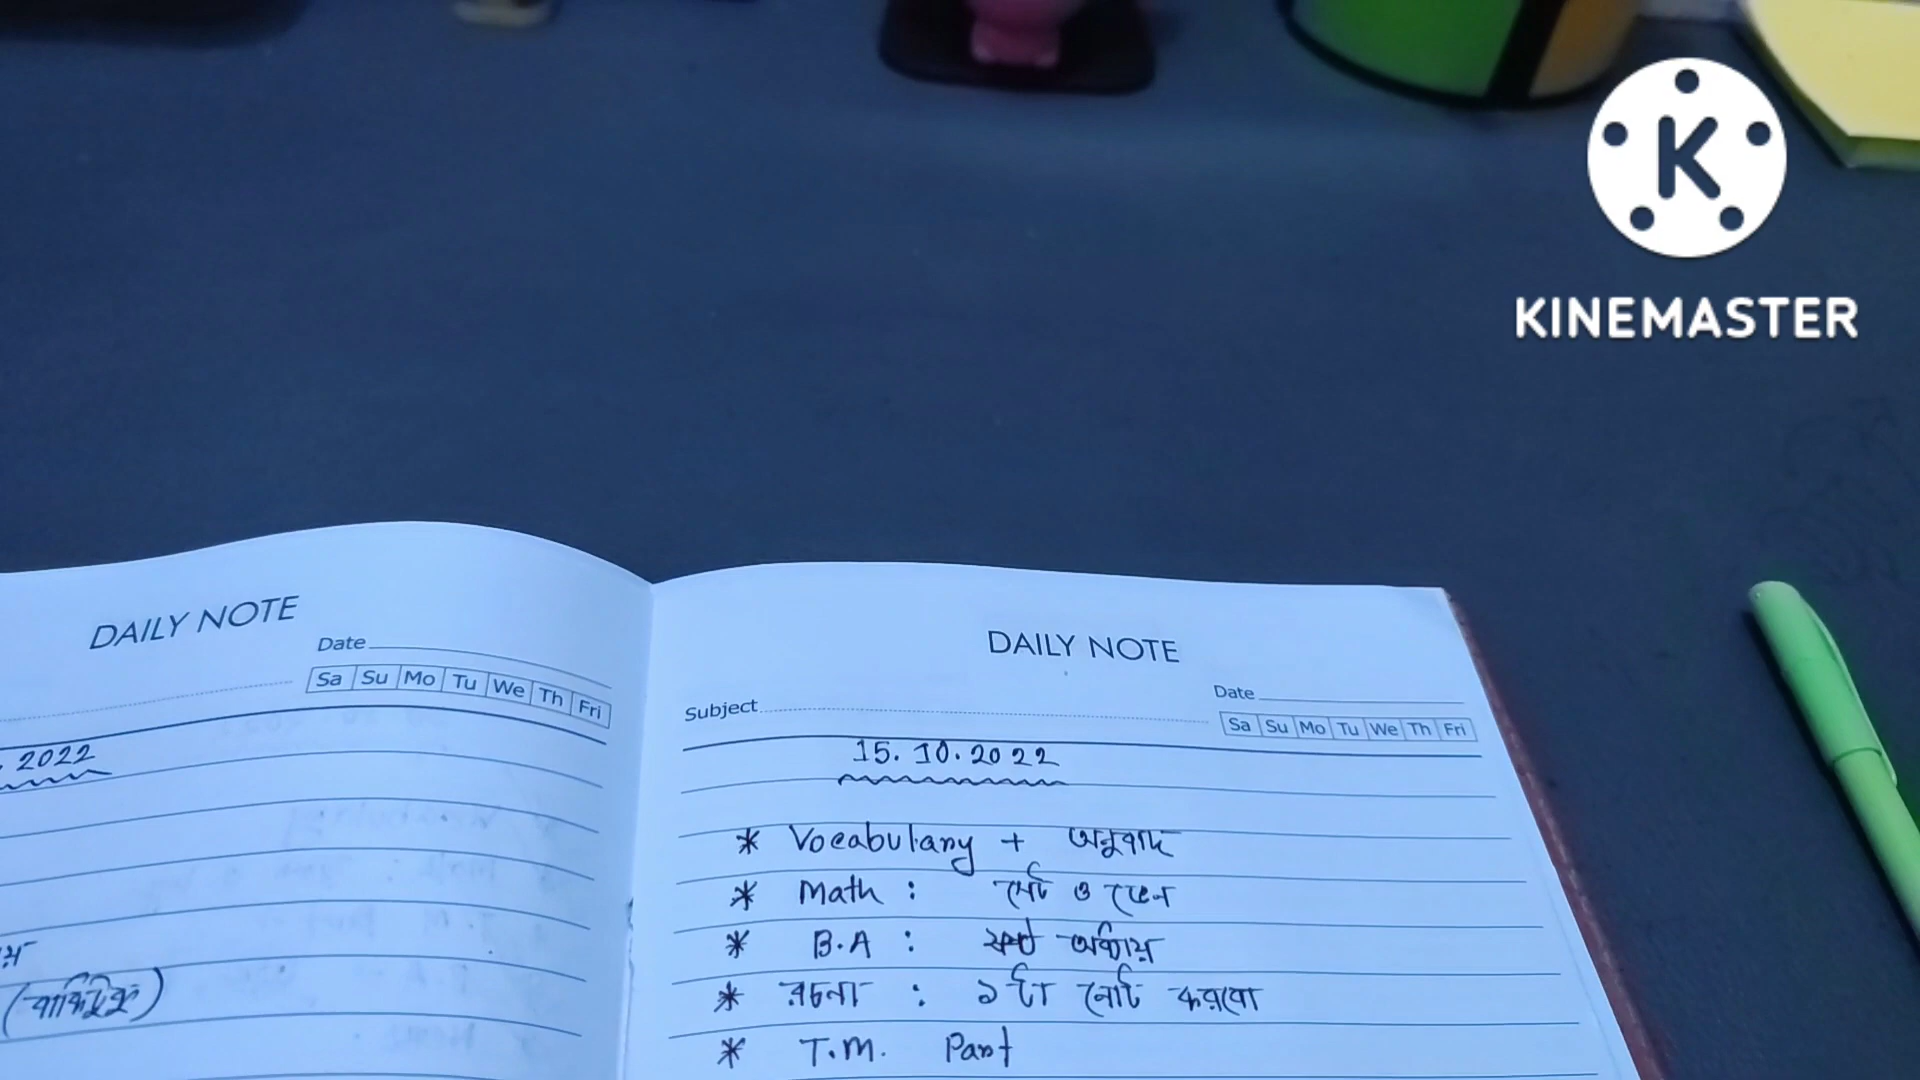 KINEMASTER
DAILY NOTE
Date
Sa Su Mo Tu We Th Fri
. 2022
DAILY NOTE
Subject
Date
Sa Su Mo Tu We Th Fri
15.10.2022
* Vocabulary + অনুবাদ
* Math : সেট ও ভেন
* B.A : অধ্যায়
* রচনা : ১টা নোট করবো
* T.M. Part